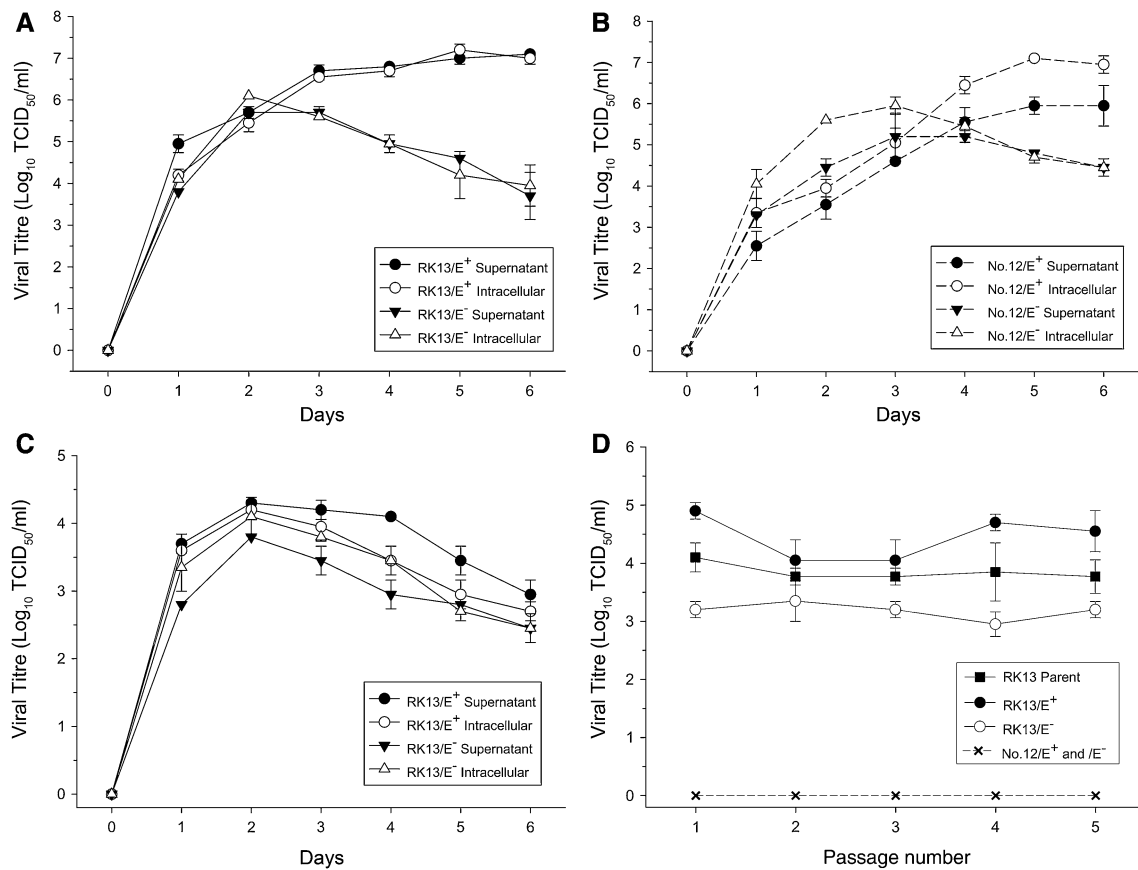 A
Viral Titre (Log10 TCID50/ml)
8
7
6
5
4
3
2
1
0
RK13/E+ Supernatant
RK13/E+ Intracellular
RK13/E- Supernatant
RK13/E- Intracellular
0 1 2 3 4 5 6
Days
B
Viral Titre (Log10 TCID50/ml)
8
7
6
5
4
3
2
1
0
No.12/E+ Supernatant
No.12/E+ Intracellular
No.12/E- Supernatant
No.12/E- Intracellular
0 1 2 3 4 5 6
Days
C
Viral Titre (Log10 TCID50/ml)
5
4
3
2
1
0
RK13/E+ Supernatant
RK13/E+ Intracellular
RK13/E- Supernatant
RK13/E- Intracellular
0 1 2 3 4 5 6
Days
D
Viral Titre (Log10 TCID50/ml)
6
5
4
3
2
1
0
RK13 Parent
RK13/E+
RK13/E-
No.12/E+ and /E-
1 2 3 4 5
Passage number